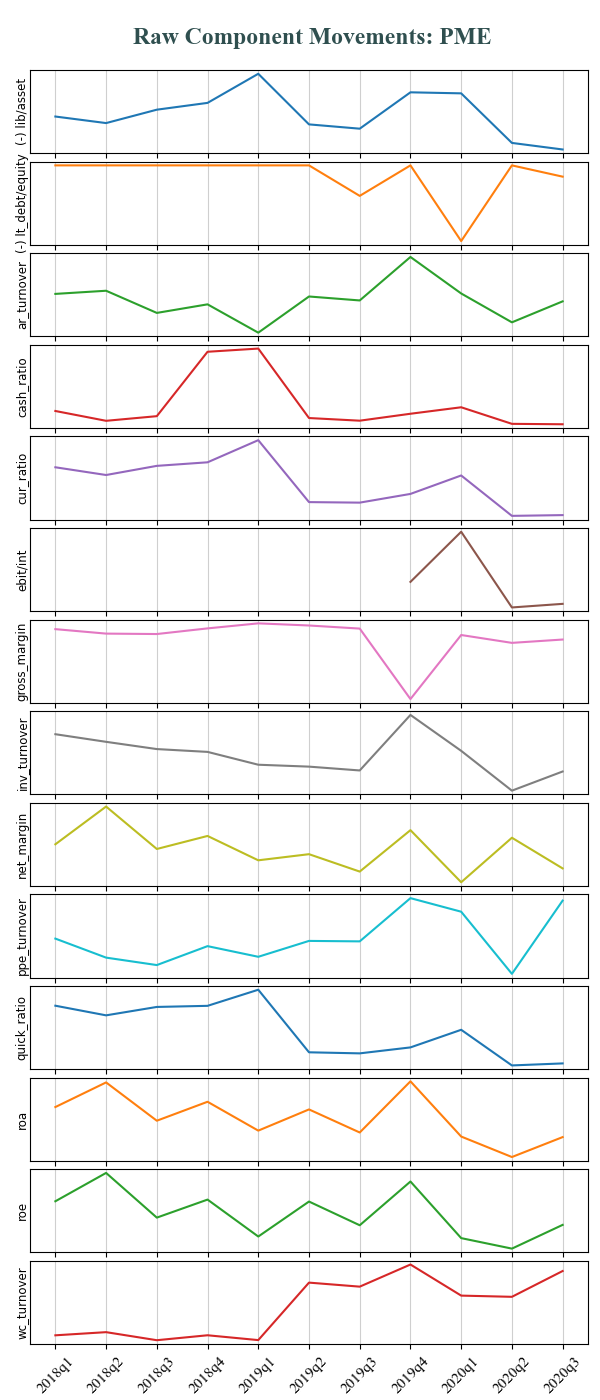 Raw Component Movements: PME
(-) lib/asset
(-) lt_debt/equity
ar_turnover
cash_ratio
cur_ratio
ebit/int
gross_margin
inv_turnover
net_margin
ppe_turnover
quick_ratio
roa
roe
wc_turnover
2018q1 2018q2 2018q3 2018q4 2019q1 2019q2 2019q3 2019q4 2020q1 2020q2 2020q3